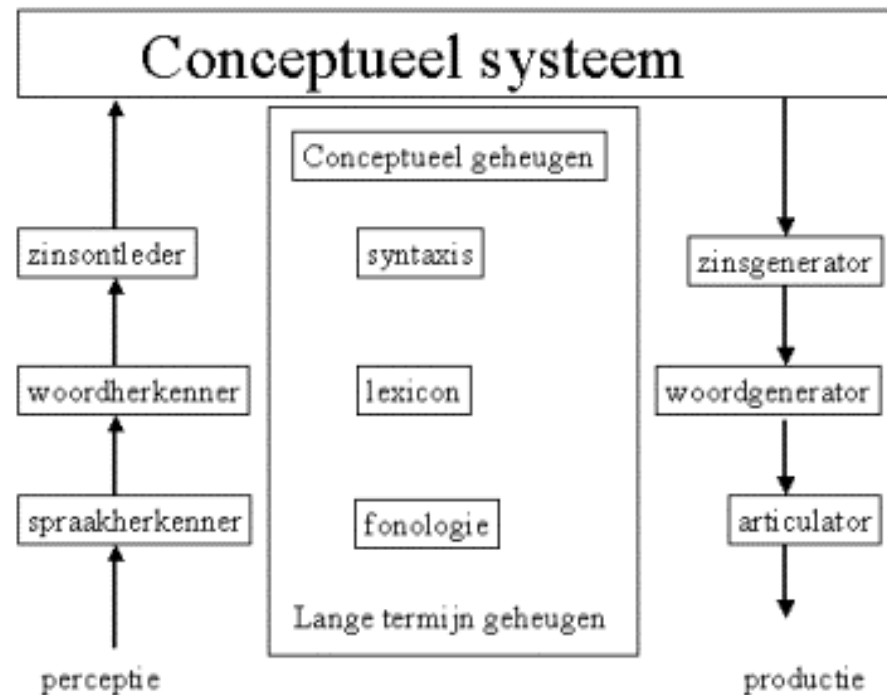 Conceptueel systeem
Conceptueel geheugen
zinsontleder
syntaxis
zinsgenerator
woordherkenner
lexicon
woordgenerator
spraakherkenner
fonologie
articulator
Lange termijn geheugen
perceptie
productie